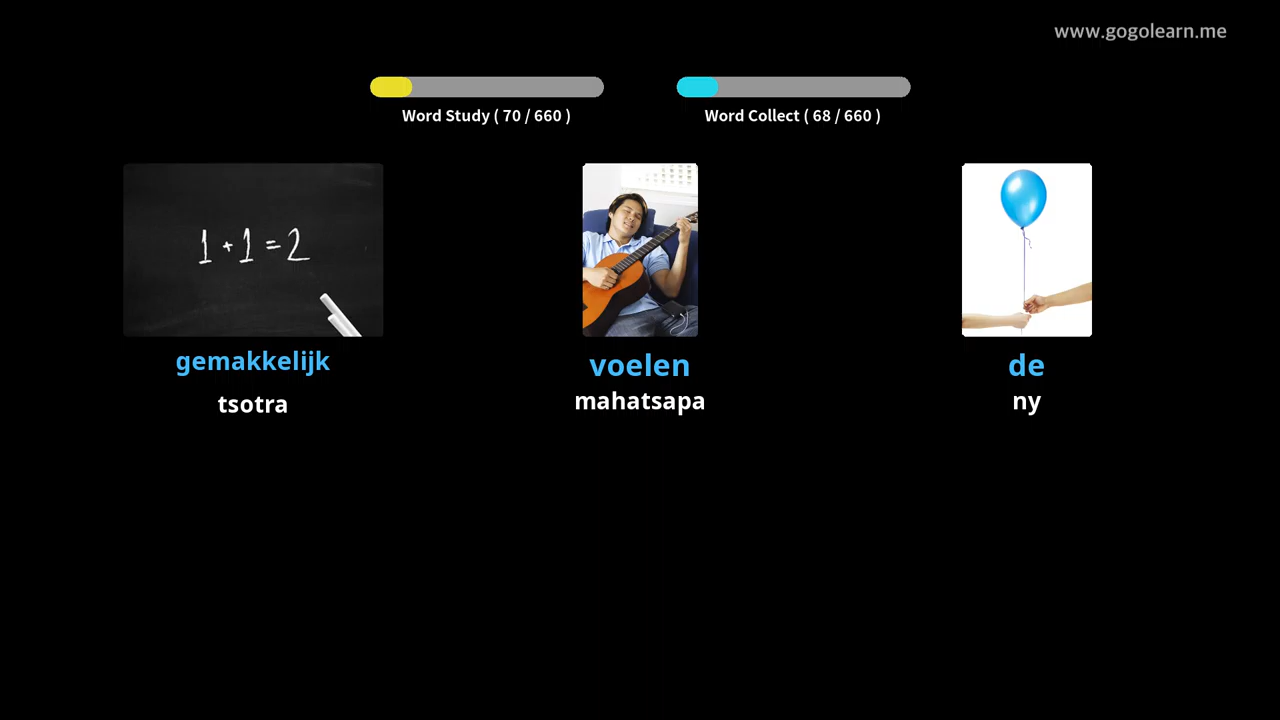 www.gogolearn.me
Word Study ( 70 / 660 )
Word Collect ( 68 / 660 )
1 + 1 = 2
gemakkelijk
tsotra
voelen
mahatsapa
de
ny